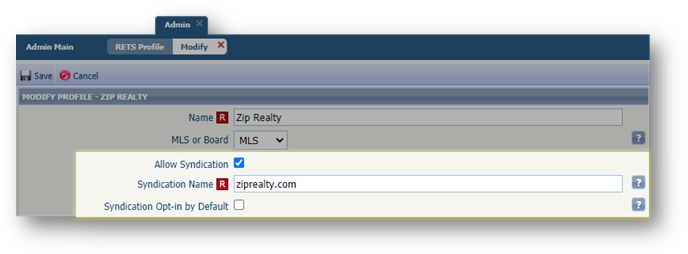 Admin ×
Admin Main RETS Profile Modify ×
Save Cancel
MODIFY PROFILE - ZIP REALTY
Name R Zip Realty
MLS or Board MLS ?
Allow Syndication
Syndication Name R ziprealty.com ?
Syndication Opt-in by Default ?